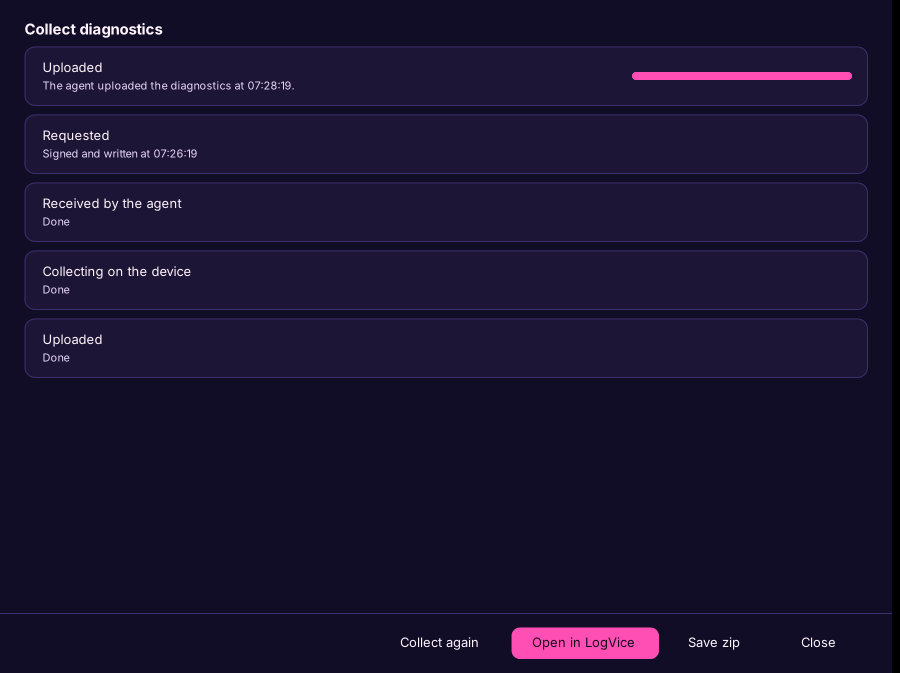 Collect diagnostics
Uploaded
The agent uploaded the diagnostics at 07:28:19.
Requested
Signed and written at 07:26:19
Received by the agent
Done
Collecting on the device
Done
Uploaded
Done
Collect again
Open in LogVice
Save zip
Close